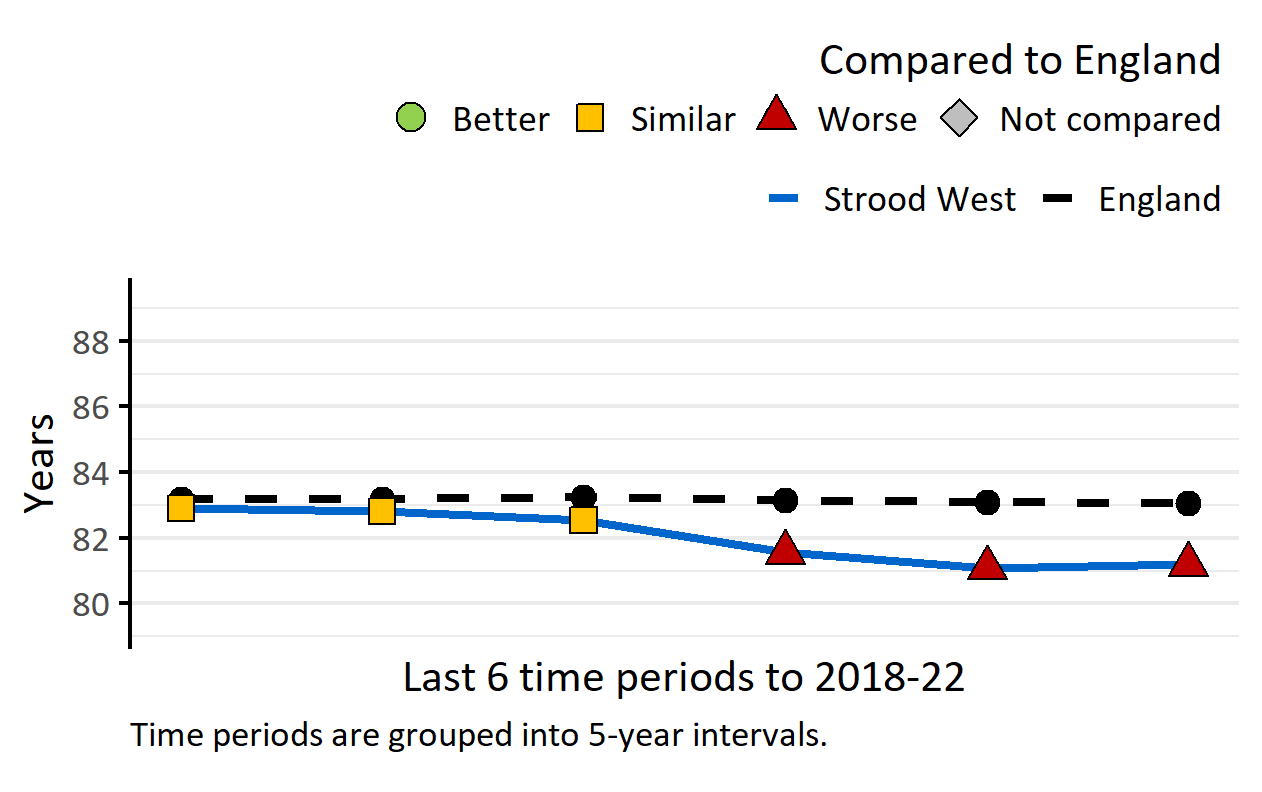 Compared to England
Better Similar Worse Not compared
Strood West England
88
86
84
82
80
Years
Last 6 time periods to 2018-22
Time periods are grouped into 5-year intervals.